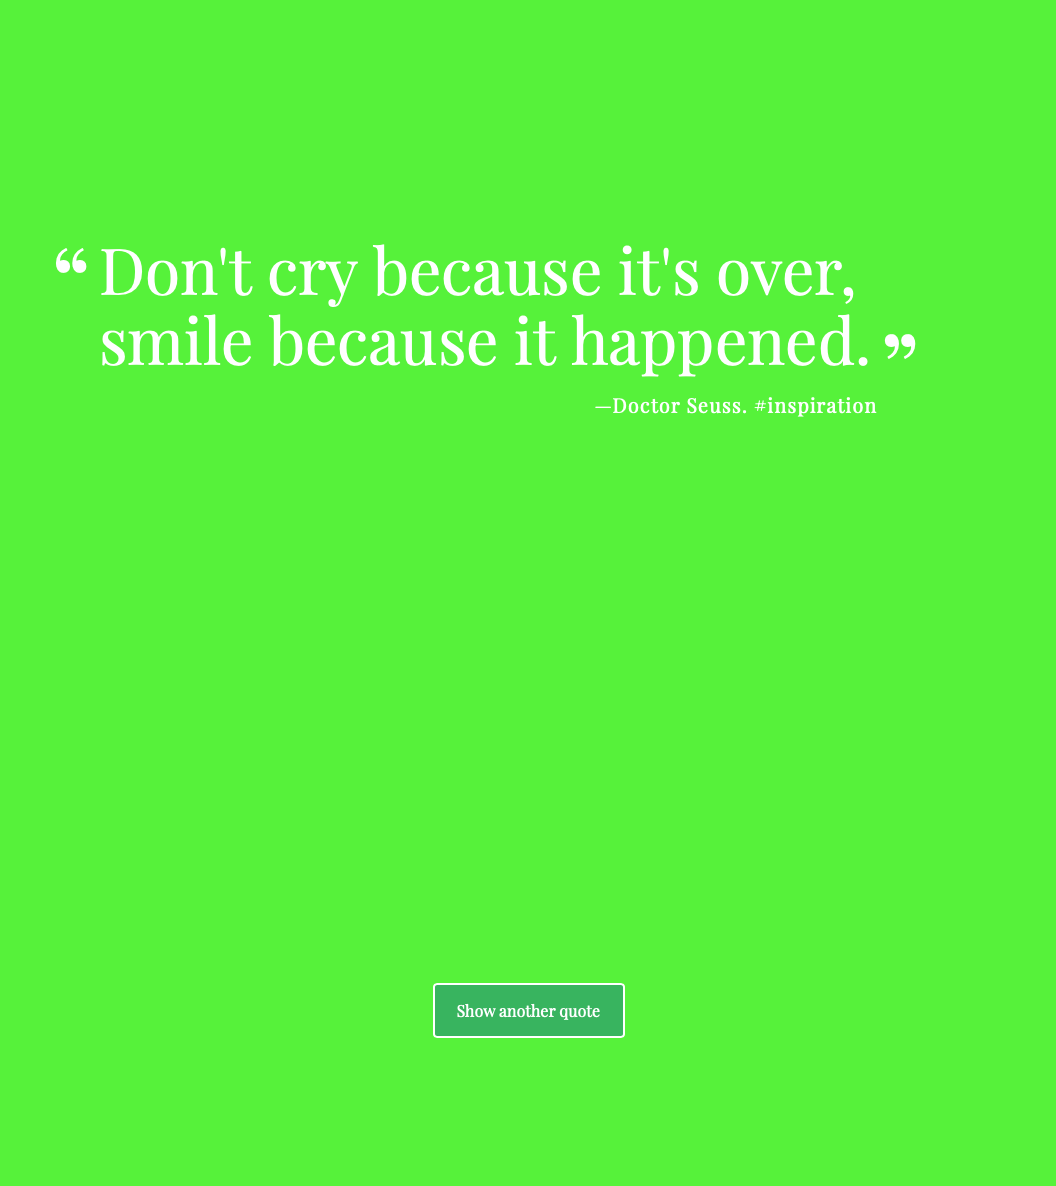 “ Don't cry because it's over,
smile because it happened. ”
—Doctor Seuss. #inspiration
Show another quote